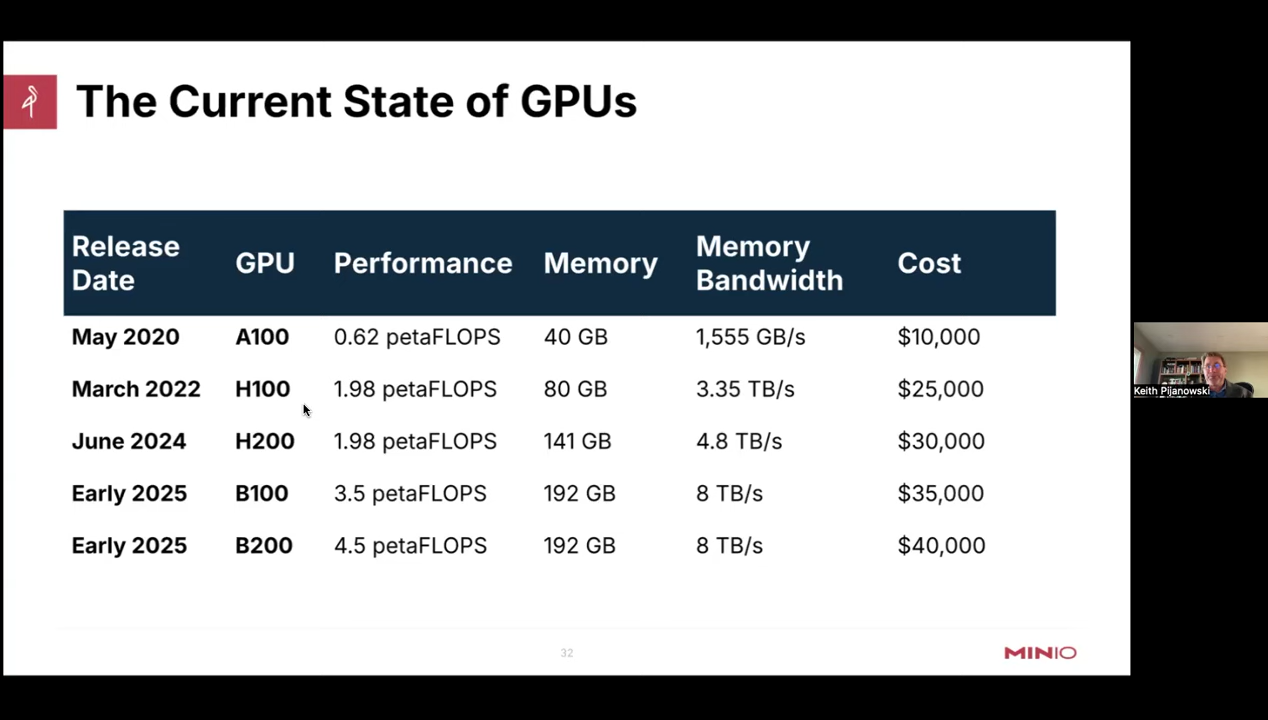 The Current State of GPUs
Release Date GPU Performance Memory Memory Bandwidth Cost
May 2020 A100 0.62 petaFLOPS 40 GB 1,555 GB/s $10,000
March 2022 H100 1.98 petaFLOPS 80 GB 3.35 TB/s $25,000
June 2024 H200 1.98 petaFLOPS 141 GB 4.8 TB/s $30,000
Early 2025 B100 3.5 petaFLOPS 192 GB 8 TB/s $35,000
Early 2025 B200 4.5 petaFLOPS 192 GB 8 TB/s $40,000
32
MINIO
Keith Pijanowski